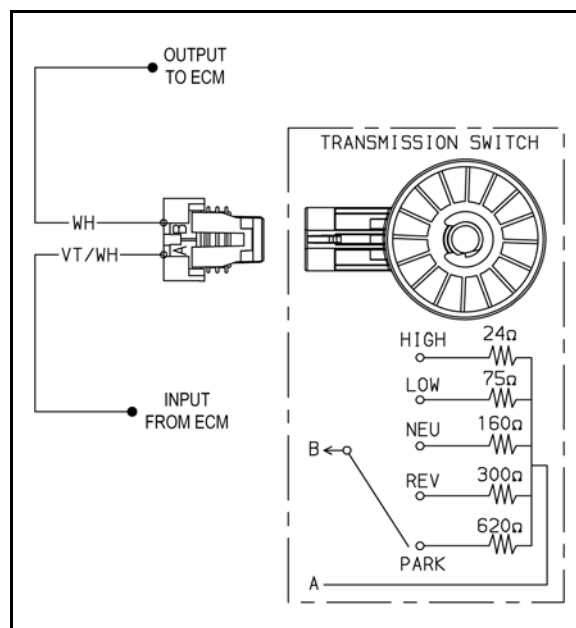 OUTPUT
TO ECM
TRANSMISSION SWITCH
WH
B
A
VT/WH
INPUT
FROM ECM
HIGH 24Ω
LOW 75Ω
NEU 160Ω
B
REV 300Ω
620Ω
PARK
A